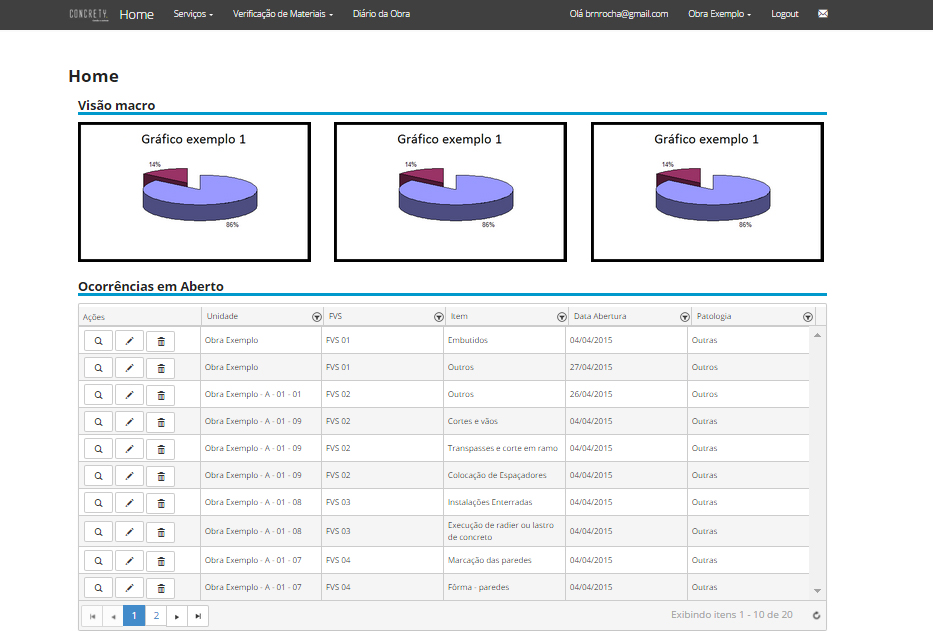 CONCRETY Home Serviços Verificação de Materiais Diário da Obra Olá brnrocha@gmail.com Obra Exemplo Logout
Home
Visão macro
Gráfico exemplo 1 Gráfico exemplo 1 Gráfico exemplo 1
14% 14% 14%
86% 86% 86%
Ocorrências em Aberto
Ações Unidade FVS Item Data Abertura Patologia
Obra Exemplo FVS 01 Embutidos 04/04/2015 Outras
Obra Exemplo FVS 01 Outros 27/04/2015 Outros
Obra Exemplo - A - 01 - 01 FVS 02 Outros 26/04/2015 Outros
Obra Exemplo - A - 01 - 09 FVS 02 Cortes e vãos 04/04/2015 Outras
Obra Exemplo - A - 01 - 09 FVS 02 Transpasses e corte em ramo 04/04/2015 Outras
Obra Exemplo - A - 01 - 09 FVS 02 Colocação de Espaçadores 04/04/2015 Outras
Obra Exemplo - A - 01 - 08 FVS 03 Instalações Enterradas 04/04/2015 Outras
Obra Exemplo - A - 01 - 08 FVS 03 Execução de radier ou lastro 04/04/2015 Outras
de concreto
Obra Exemplo - A - 01 - 07 FVS 04 Marcação das paredes 04/04/2015 Outras
Obra Exemplo - A - 01 - 07 FVS 04 Fôrma - paredes 04/04/2015 Outras
1 2 Exibindo itens 1 - 10 de 20